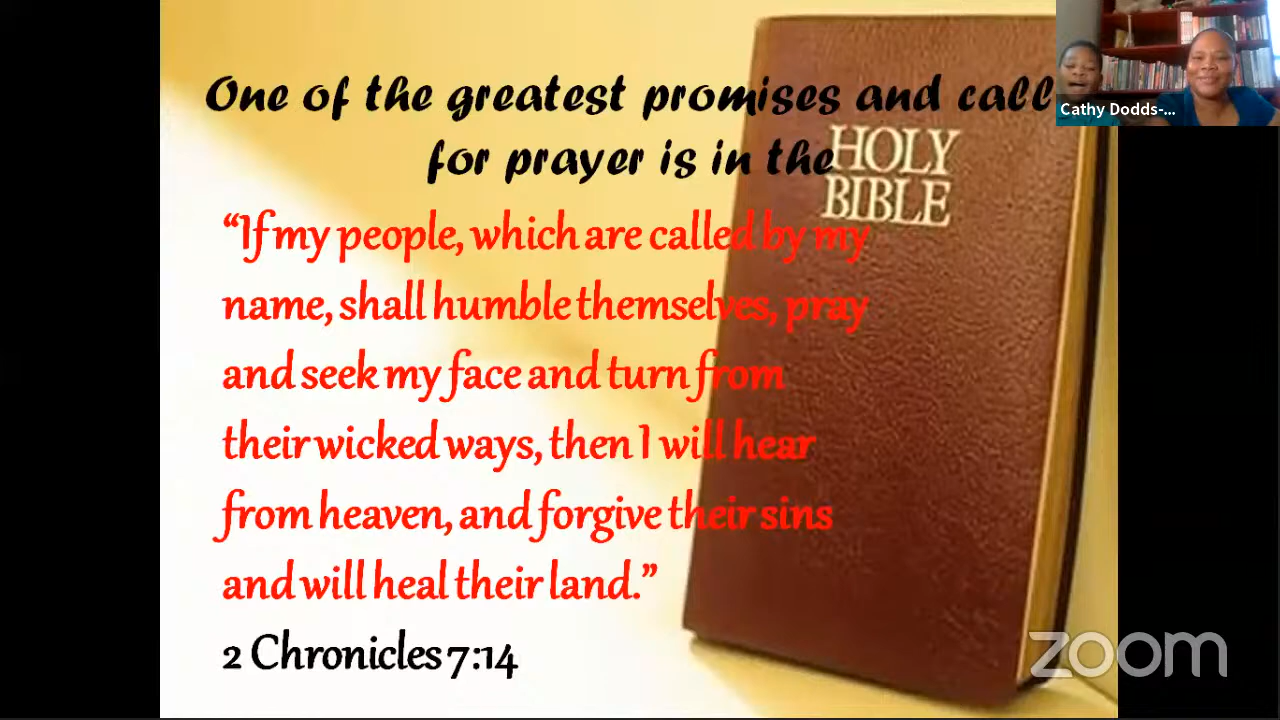 One of the greatest promises and call
for prayer is in the
HOLY
BIBLE
“If my people, which are called by my
name, shall humble themselves, pray
and seek my face and turn from
their wicked ways, then I will hear
from heaven, and forgive their sins
and will heal their land.”
2 Chronicles 7:14
Cathy Dodds-...
zoom